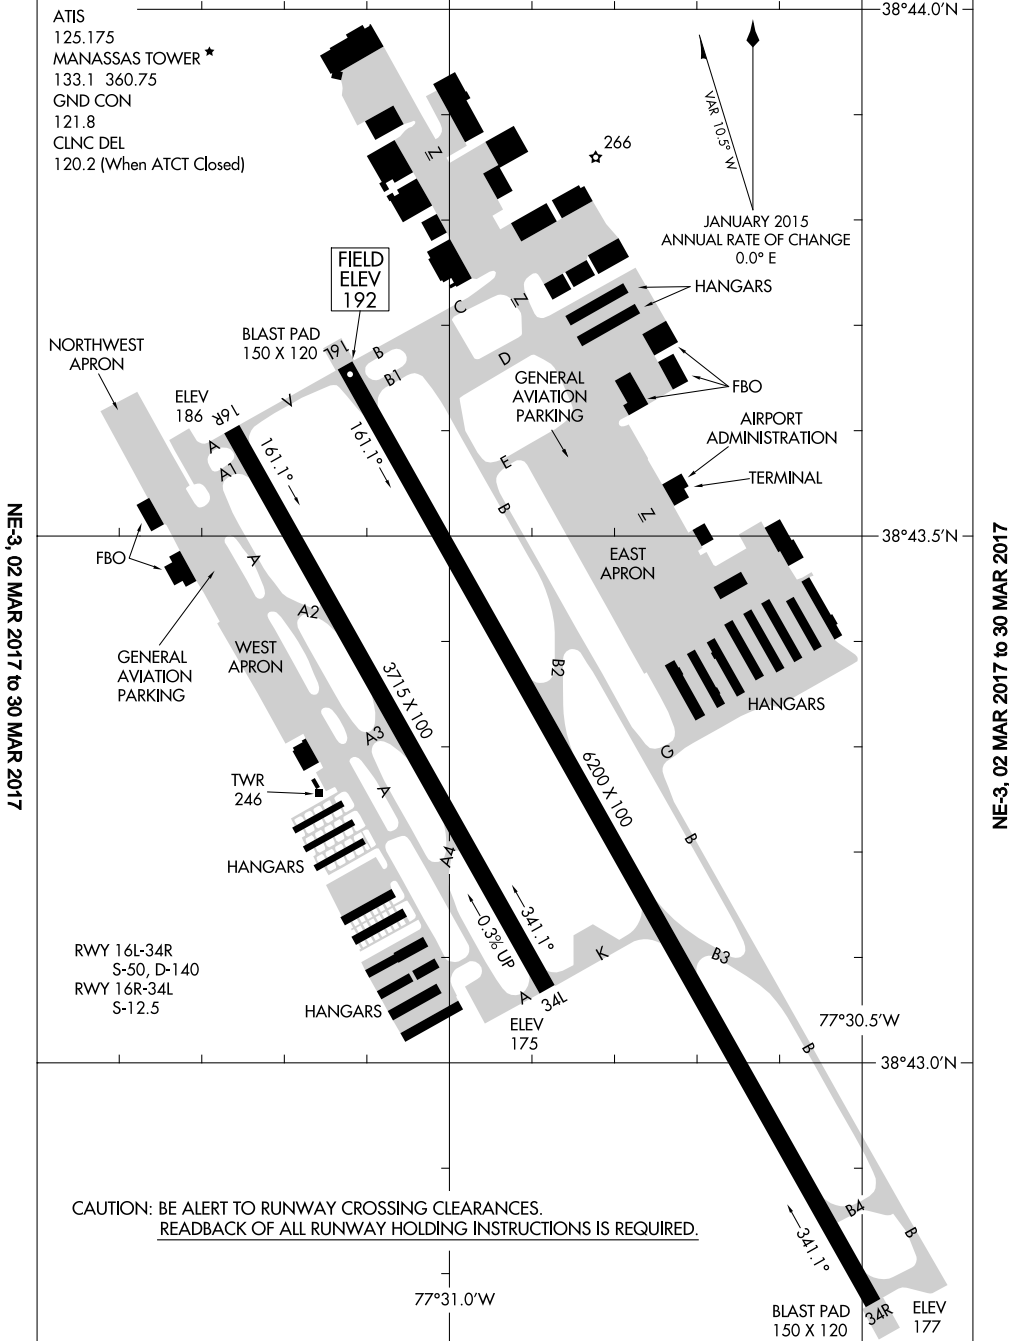 ATIS
125.175
MANASSAS TOWER
133.1 360.75
GND CON
121.8
CLNC DEL
120.2 (When ATCT Closed)
38°44.0'N
VAR 10.5° W
JANUARY 2015
ANNUAL RATE OF CHANGE
0.0° E
266
Z
FIELD
ELEV
192
C
Z
HANGARS
BLAST PAD
150 X 120
16L
B
B1
D
NORTHWEST
APRON
ELEV
186
16R
V
GENERAL
AVIATION
PARKING
FBO
AIRPORT
ADMINISTRATION
TERMINAL
A
A1
161.1°
161.1°
E
B
Z
NE-3, 02 MAR 2017 to 30 MAR 2017
38°43.5'N
NE-3, 02 MAR 2017 to 30 MAR 2017
FBO
A
EAST
APRON
A2
GENERAL
AVIATION
PARKING
WEST
APRON
B2
3715 X 100
HANGARS
A3
G
6200 X 100
TWR
246
A
B
HANGARS
A4
0.3% UP
341.1°
K
B3
RWY 16L-34R
S-50, D-140
RWY 16R-34L
S-12.5
HANGARS
A
34L
ELEV
175
77°30.5'W
B
38°43.0'N
CAUTION: BE ALERT TO RUNWAY CROSSING CLEARANCES.
READBACK OF ALL RUNWAY HOLDING INSTRUCTIONS IS REQUIRED.
B4
B
341.1°
77°31.0'W
BLAST PAD
150 X 120
34R
ELEV
177